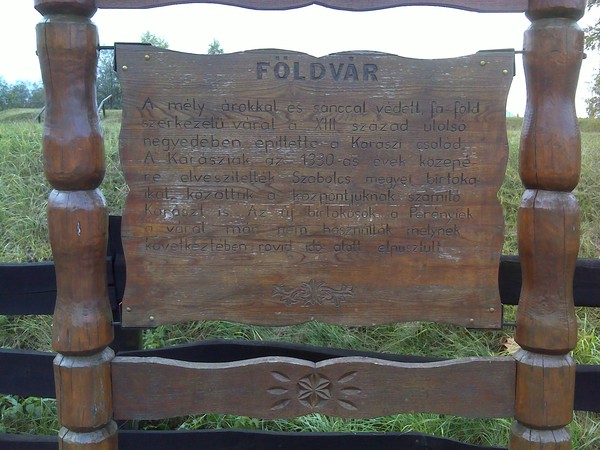 FÖLDVÁR
A mély árokkal és sánccal védett fa föld
szerkezetű várat a XIII. század utolsó
negyedében építtette a Karászi család.
A Karásziak az 1330-as évek közepé
re elveszítették Szabolcs megyei birtoka-
ikat, közöttük a központjuknak számító
Karászt is. Az új birtokosok a Perényiek
a várat már nem használták melynek
következtében rövid idő alatt elpusztult.